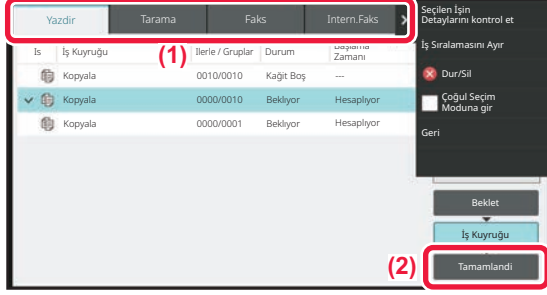 Yazdir Tarama Faks Intern.Faks
(1)
Is İş Kuyruğu Ilerle / Gruplar Durum Başlama
Zamanı
Kopyala 0010/0010 Kağit Boş ---
Kopyala 0000/0010 Bekliyor Hesaplıyor
Kopyala 0000/0001 Bekliyor Hesaplıyor
Seçilen İşin
Detaylarını kontrol et
İş Sıralamasını Ayır
Dur/Sil
Çoğul Seçim
Moduna gir
Geri
Beklet
İş Kuyruğu
(2)
Tamamlandi